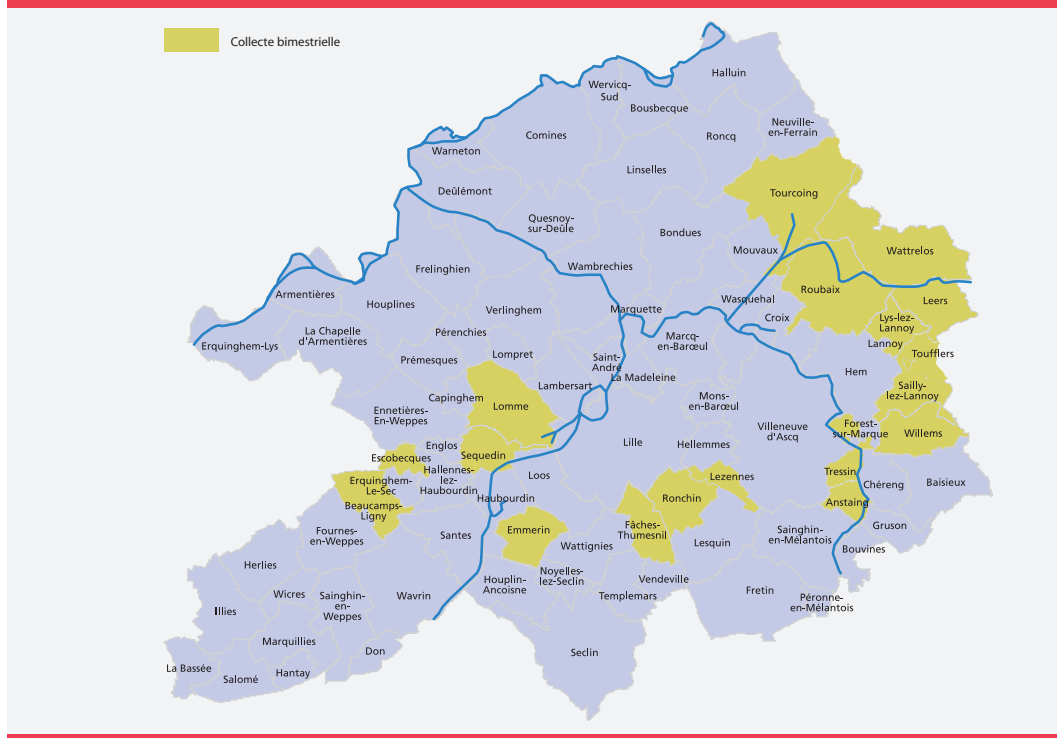 Collecte bimestrielle
Halluin
Wervicq-
Sud
Bousbecque
Neuville-
en-Ferrain
Comines
Roncq
Warneton
Linselles
Deûlémont
Tourcoing
Quesnoy-
sur-Deûle
Bondues
Mouvaux
Wattrelos
Wambrechies
Frelinghien
Roubaix
Armentières
Houplines
Wasquehal
Leers
Verlinghem
Marquette
Croix
Lys-lez-
Lannoy
La Chapelle
d'Armentières
Pérenchies
Marcq-
en-Barœul
Erquinghem-Lys
Lannoy
Prémesques
Lompret
Saint-
André
Toufflers
Hem
La Madeleine
Lambersart
Sailly-
lez-Lannoy
Capinghem
Lomme
Mons-
en-Barœul
Ennetières-
En-Weppes
Villeneuve
d'Ascq
Forest-
sur-Marque
Willems
Englos
Lille
Hellemmes
Escobecques
Sequedin
Hallennes-
lez-
Haubourdin
Loos
Lezennes
Tressin
Erquinghem-
Le-Sec
Chéreng
Baisieux
Haubourdin
Ronchin
Anstaing
Beaucamps-
Ligny
Emmerin
Fâches-
Thumesnil
Gruson
Fournes-
en-Weppes
Santes
Sainghin-
en-Mélantois
Wattignies
Lesquin
Bouvines
Herlies
Noyelles-
lez-Seclin
Houplin-
Ancoisne
Vendeville
Fretin
Wicres
Sainghin-
en-
Weppes
Wavrin
Templemars
Péronne-
en-Mélantois
Illies
Marquillies
Don
Seclin
La Bassée
Salomé
Hantay